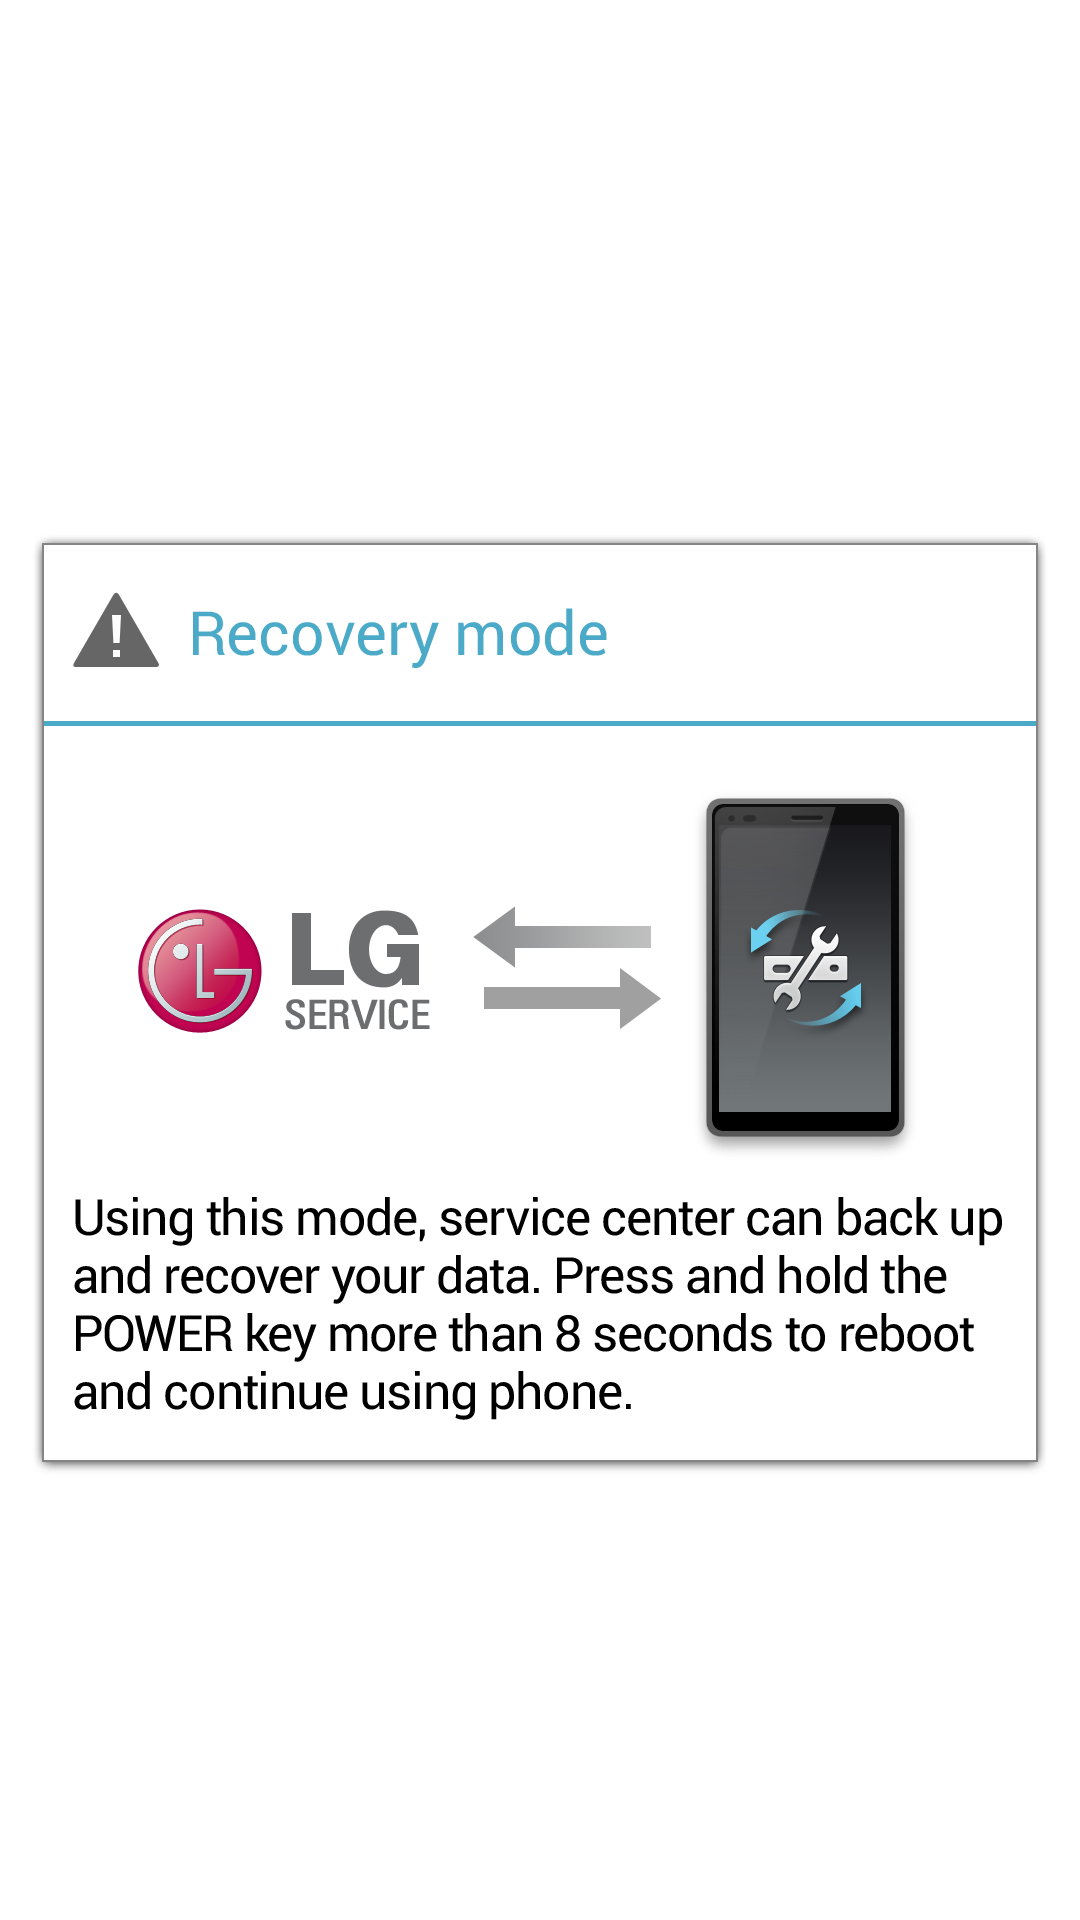 Recovery mode
LG
SERVICE
Using this mode, service center can back up
and recover your data. Press and hold the
POWER key more than 8 seconds to reboot
and continue using phone.